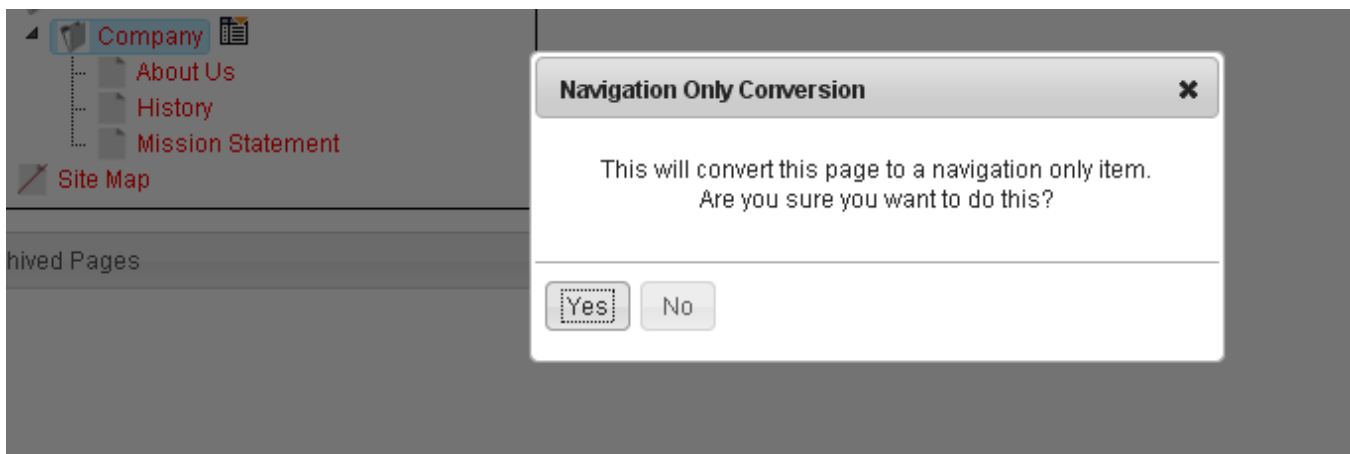 Company
About Us
History
Mission Statement
Site Map
hived Pages
Navigation Only Conversion
This will convert this page to a navigation only item.
Are you sure you want to do this?
Yes
No